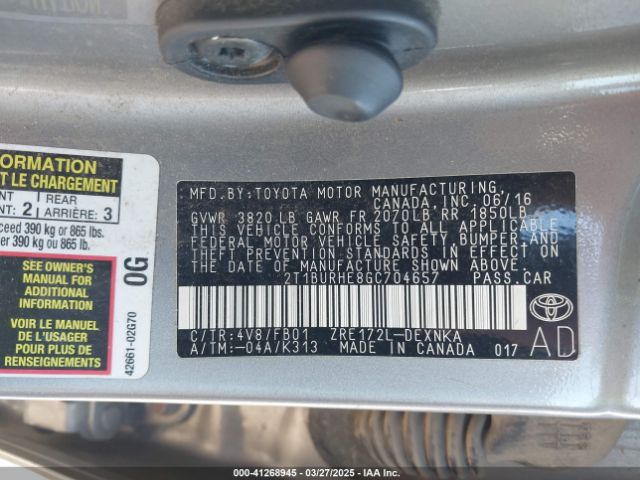 ORMATION
T LE CHARGEMENT
NT: 2 REAR ARRIÈRE: 3
ceed 390 kg or 865 lbs.
er 390 kg ou 865 lb.
SEE OWNER'S
MANUAL FOR
ADDITIONAL
INFORMATION
VOIR LE MANUEL
DE L'USAGER
POUR PLUS DE
RENSEIGNEMENTS
0G
42661-02G70
MFD.BY:TOYOTA MOTOR MANUFACTURING,
CANADA, INC. 06/16
GVWR 3820 LB GAWR FR 2070LB RR 1850LB
THIS VEHICLE CONFORMS TO ALL APPLICABLE
FEDERAL MOTOR VEHICLE SAFETY, BUMPER, AND
THEFT PREVENTION STANDARDS IN EFFECT ON
THE DATE OF MANUFACTURE SHOWN ABOVE.
2T1BURHE8GC704657 PASS.CAR
C/TR:4V8/FB01 ZRE172L-DEXNKA
A/TM:-04A/K313 MADE IN CANADA 017
AD
000-41268945 - 03/27/2025 - IAA Inc.